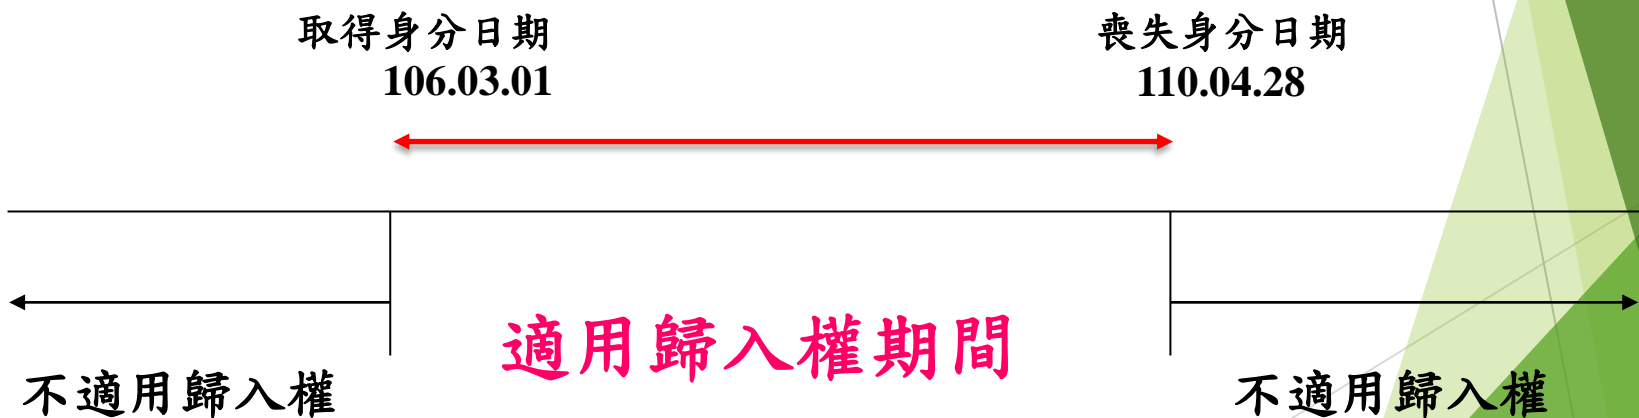 取得身分日期
106.03.01
喪失身分日期
110.04.28
適用歸入權期間
不適用歸入權
不適用歸入權